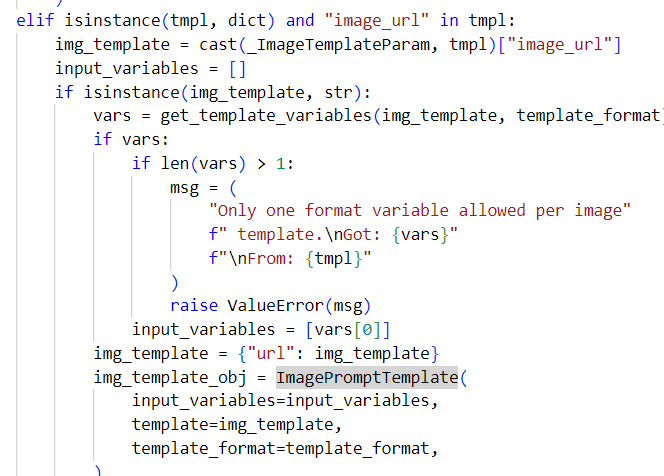 )
elif isinstance(tmpl, dict) and "image_url" in tmpl:
    img_template = cast(_ImageTemplateParam, tmpl)["image_url"]
    input_variables = []
    if isinstance(img_template, str):
        vars = get_template_variables(img_template, template_format
        if vars:
            if len(vars) > 1:
                msg = (
                    "Only one format variable allowed per image"
                    f" template.\nGot: {vars}"
                    f"\nFrom: {tmpl}"
                )
                raise ValueError(msg)
            input_variables = [vars[0]]
        img_template = {"url": img_template}
        img_template_obj = ImagePromptTemplate(
            input_variables=input_variables,
            template=img_template,
            template_format=template_format,
        )